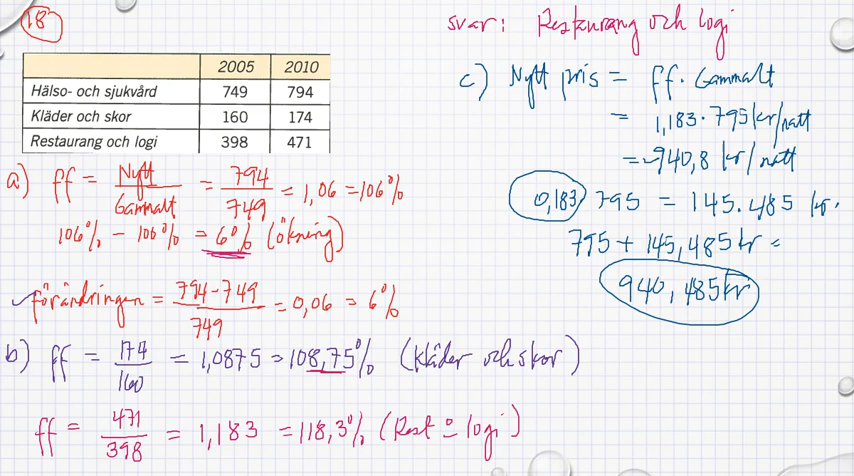 18
2005 2010
Hälso- och sjukvård 749 794
Kläder och skor 160 174
Restaurang och logi 398 471
a) ff = Nytt / Gammalt = 794 / 749 = 1,06 = 106%
106% - 106% = 6% (ökning)
förändringen = 794-749 / 749 = 0,06 = 6%
b) ff = 174 / 160 = 1,0875 = 108,75% (Kläder och skor)
ff = 471 / 398 = 1,183 = 118,3% (Rest o logi)
svar: Restaurang och logi
c) Nytt pris = ff · Gammalt
= 1,183 · 795 kr/natt
= 940,8 kr/natt
0,183 795 = 145.485 kr.
795 + 145,485 kr =
940,485 kr